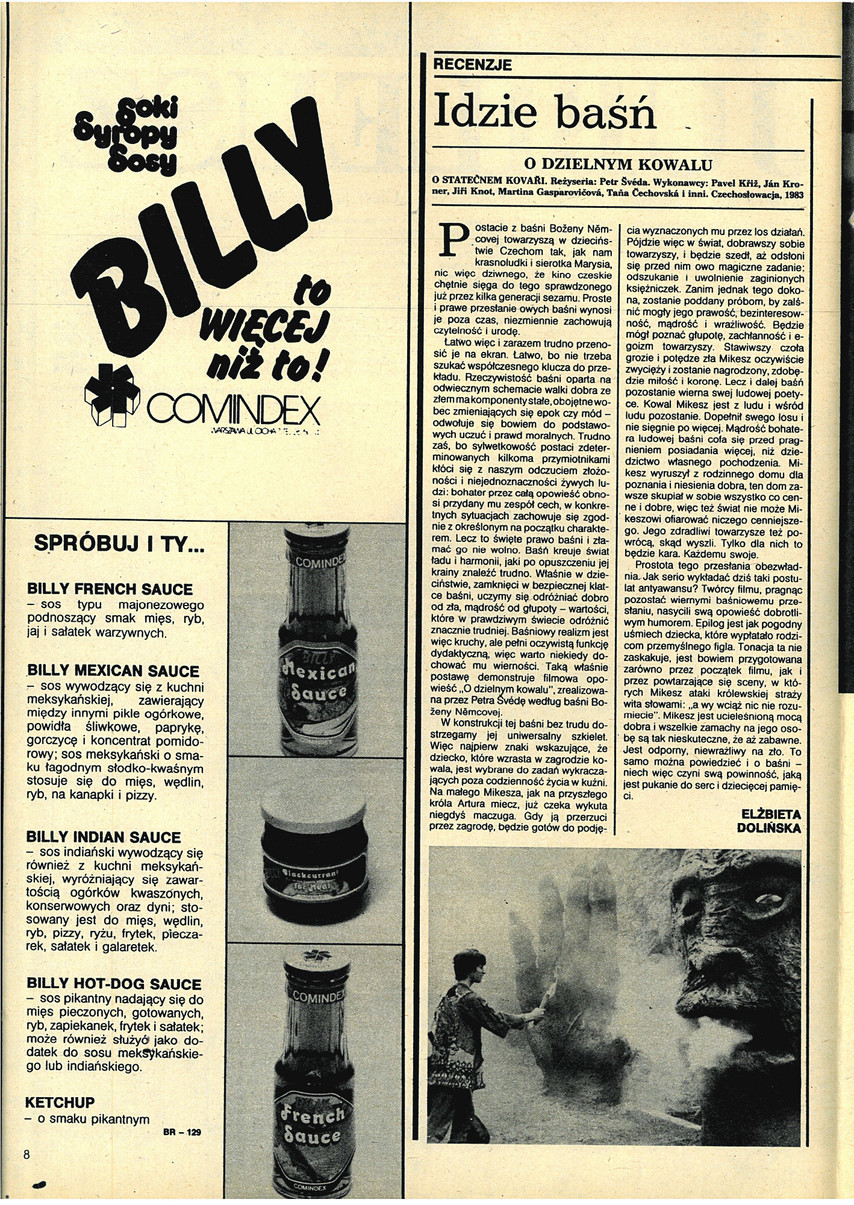 Soki
Syropy
Sosy
BILLY
to
WIĘCEJ
niż to!
COMINDEX
SPRÓBUJ I TY...
BILLY FRENCH SAUCE
– sos typu majonezowego
podnoszący smak mięs, ryb,
jaj i sałatek warzywnych.
BILLY MEXICAN SAUCE
– sos wywodzący się z kuchni
meksykańskiej, zawierający
między innymi pikle ogórkowe,
powidła śliwkowe, paprykę,
gorczycę i koncentrat pomido-
rowy; sos meksykański o sma-
ku łagodnym słodko-kwaśnym
stosuje się do mięs, wędlin,
ryb, na kanapki i pizzy.
BILLY INDIAN SAUCE
– sos indiański wywodzący się
również z kuchni meksykań-
skiej, wyróżniający się zawar-
tością ogórków kwaszonych,
konserwowych oraz dyni; sto-
sowany jest do mięs, wędlin,
ryb, pizzy, ryżu, frytek, piecza-
rek, sałatek i galaretek.
BILLY HOT-DOG SAUCE
– sos pikantny nadający się do
mięs pieczonych, gotowanych,
ryb, zapiekanek, frytek i sałatek;
może również służyć jako do-
datek do sosu meksykańskie-
go lub indiańskiego.
KETCHUP
– o smaku pikantnym
BR – 129
8
COMINDEX
BILLY
Mexican
Sauce
Blackcurrant
for Meat
COMINDEX
French
Sauce
COMINDEX
RECENZJE
Idzie baśń
O DZIELNYM KOWALU
O STATEČNEM KOVAŘI. Reżyseria: Petr Švéda. Wykonawcy: Pavel Kříž, Ján Kro-
ner, Jiří Knot, Martina Gasparovičová, Taňa Čechovská i inni. Czechosłowacja, 1983
Postacie z baśni Boženy Něm-
covej towarzyszą w dziecińs-
twie Czechom tak, jak nam
krasnoludki i sierotka Marysia,
nic więc dziwnego, że kino czeskie
chętnie sięga do tego sprawdzonego
już przez kilka generacji sezamu. Proste
i prawe przesłanie owych baśni wynosi
je poza czas, niezmiennie zachowują
czytelność i urodę.
Łatwo więc i zarazem trudno przeno-
sić je na ekran. Łatwo, bo nie trzeba
szukać współczesnego klucza do prze-
kładu. Rzeczywistość baśni oparta na
odwiecznym schemacie walki dobra ze
złem ma komponenty stałe, obojętne wo-
bec zmieniających się epok czy mód –
odwołuje się bowiem do podstawo-
wych uczuć i prawd moralnych. Trudno
zaś, bo sylwetkowość postaci zdeter-
minowanych kilkoma przymiotnikami
kłóci się z naszym odczuciem złożo-
ności i niejednoznaczności żywych lu-
dzi: bohater przez całą opowieść obno-
si przydany mu zespół cech, w konkre-
tnych sytuacjach zachowuje się zgod-
nie z określonym na początku charakte-
rem. Lecz to święte prawo baśni i zła-
mać go nie wolno. Baśń kreuje świat
ładu i harmonii, jaki po opuszczeniu jej
krainy znaleźć trudno. Właśnie w dzie-
ciństwie, zamknięci w bezpiecznej klat-
ce baśni, uczymy się odróżniać dobro
od zła, mądrość od głupoty – wartości,
które w prawdziwym świecie odróżnić
znacznie trudniej. Baśniowy realizm jest
więc kruchy, ale pełni oczywistą funkcję
dydaktyczną, więc warto niekiedy do-
chować mu wierności. Taką właśnie
postawę demonstruje filmowa opo-
wieść „O dzielnym kowalu”, zrealizowa-
na przez Petra Švédę według baśni Bo-
ženy Němcovej.
W konstrukcji tej baśni bez trudu do-
strzegamy jej uniwersalny szkielet.
Więc najpierw znaki wskazujące, że
dziecko, które wzrasta w zagrodzie ko-
wala, jest wybrane do zadań wykracza-
jących poza codzienność życia w kuźni.
Na małego Mikesza, jak na przyszłego
króla Artura miecz, już czeka wykuta
niegdyś maczuga. Gdy ją przerzuci
przez zagrodę, będzie gotów do podję-
cia wyznaczonych mu przez los działań.
Pójdzie więc w świat, dobrawszy sobie
towarzyszy, i będzie szedł, aż odsłoni
się przed nim owo magiczne zadanie:
odszukanie i uwolnienie zaginionych
księżniczek. Zanim jednak tego doko-
na, zostanie poddany próbom, by zalś-
nić mogły jego prawość, bezinteresow-
ność, mądrość i wrażliwość. Będzie
mógł poznać głupotę, zachłanność i e-
goizm towarzyszy. Stawiwszy czoła
grozie i potędze zła Mikesz oczywiście
zwycięży i zostanie nagrodzony, zdobę-
dzie miłość i koronę. Lecz i dalej baśń
pozostanie wierna swej ludowej poety-
ce. Kowal Mikesz jest z ludu i wśród
ludu pozostanie. Dopełnił swego losu i
nie sięgnie po więcej. Mądrość bohate-
ra ludowej baśni cofa się przed prag-
nieniem posiadania więcej, niż dzie-
dzictwo własnego pochodzenia. Mi-
kesz wyruszył z rodzinnego domu dla
poznania i niesienia dobra, ten dom za-
wsze skupiał w sobie wszystko co cen-
ne i dobre, więc też świat nie może Mi-
keszowi ofiarować niczego cenniejsze-
go. Jego zdradliwi towarzysze też po-
wrócą, skąd wyszli. Tylko dla nich to
będzie kara. Każdemu swoje.
Prostota tego przesłania obezwład-
nia. Jak serio wykładać dziś taki postu-
lat antyawansu? Twórcy filmu, pragnąc
pozostać wiernymi baśniowemu prze-
słaniu, nasycili swą opowieść dobrotli-
wym humorem. Epilog jest jak pogodny
uśmiech dziecka, które wypłatało rodzi-
com przemyślnego figla. Tonacja ta nie
zaskakuje, jest bowiem przygotowana
zarówno przez początek filmu, jak i
przez powtarzające się sceny, w któ-
rych Mikesz ataki królewskiej straży
wita słowami: „a wy wciąż nic nie rozu-
miecie”. Mikesz jest ucieleśnioną mocą
dobra i wszelkie zamachy na jego oso-
bę są tak nieskuteczne, że aż zabawne.
Jest odporny, niewrażliwy na zło. To
samo można powiedzieć i o baśni –
niech więc czyni swą powinność, jaką
jest pukanie do serc i dziecięcej pamię-
ci.
ELŻBIETA
DOLIŃSKA